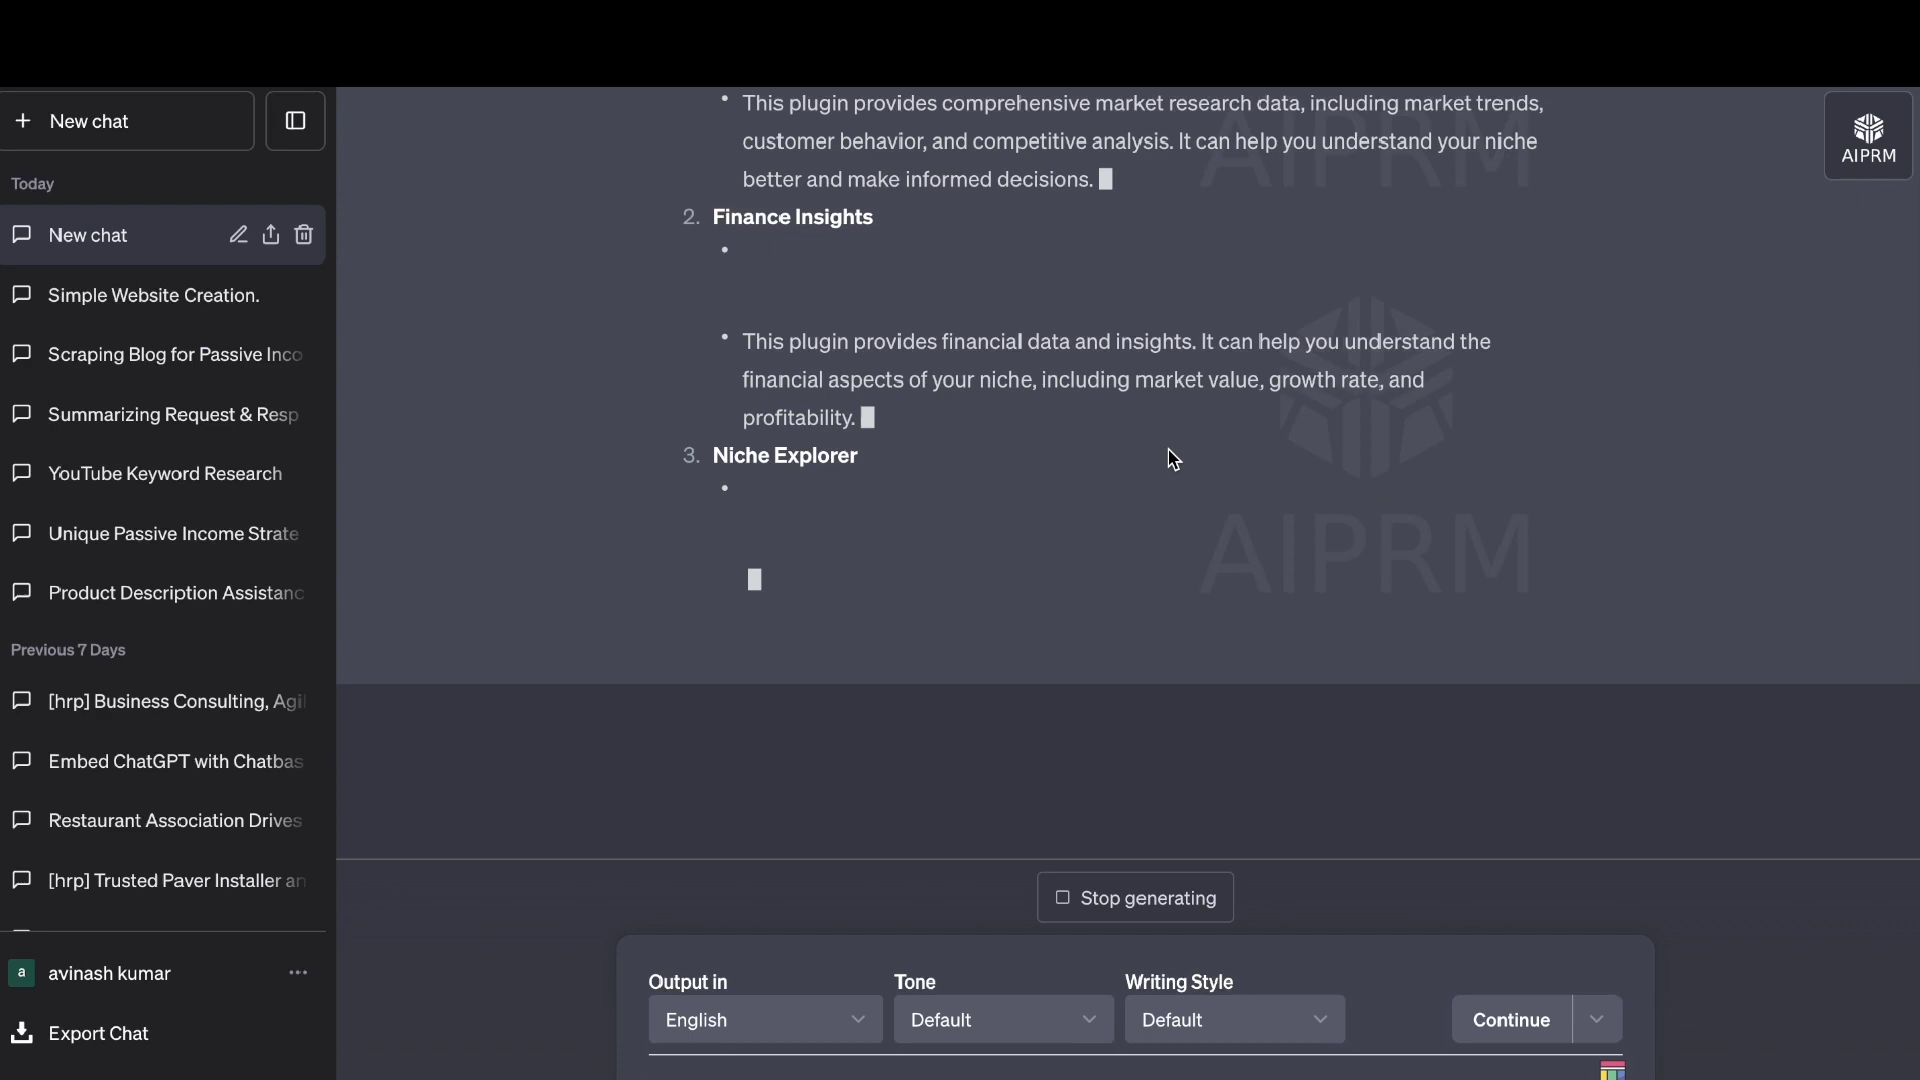 New chat
Today
New chat
Simple Website Creation.
Scraping Blog for Passive Inco
Summarizing Request & Resp
YouTube Keyword Research
Unique Passive Income Strate
Product Description Assistanc
Previous 7 Days
[hrp] Business Consulting, Agil
Embed ChatGPT with Chatbas
Restaurant Association Drives
[hrp] Trusted Paver Installer an
a avinash kumar
Export Chat
• This plugin provides comprehensive market research data, including market trends,
customer behavior, and competitive analysis. It can help you understand your niche
better and make informed decisions.
2. Finance Insights
• This plugin provides financial data and insights. It can help you understand the
financial aspects of your niche, including market value, growth rate, and
profitability.
3. Niche Explorer
AIPRM
AIPRM
AIPRM
Stop generating
Output in Tone Writing Style
English Default Default Continue